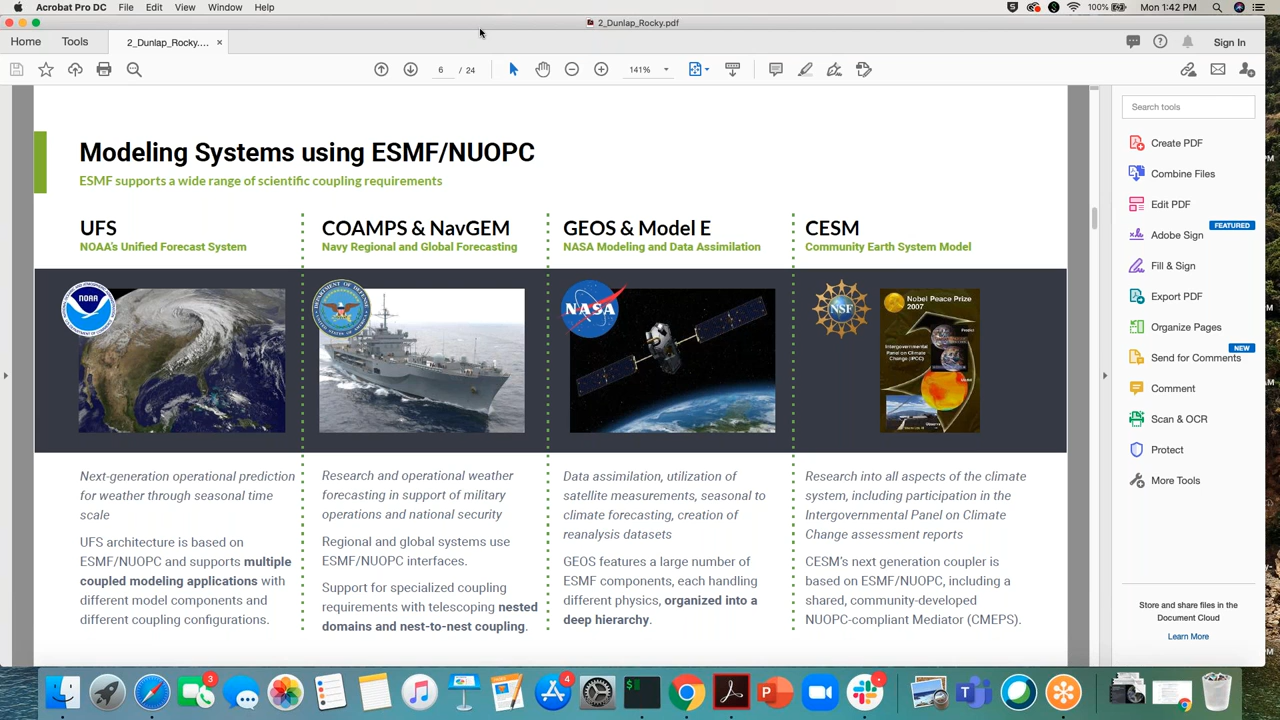 Acrobat Pro DC File Edit View Window Help
100% Mon 1:42 PM
2_Dunlap_Rocky.pdf
Home Tools 2_Dunlap_Rocky.... × Sign In
6 / 24 141%
Modeling Systems using ESMF/NUOPC
ESMF supports a wide range of scientific coupling requirements
UFS
NOAA's Unified Forecast System
NOAA
Next-generation operational prediction
for weather through seasonal time
scale
UFS architecture is based on
ESMF/NUOPC and supports multiple
coupled modeling applications with
different model components and
different coupling configurations.
COAMPS & NavGEM
Navy Regional and Global Forecasting
Research and operational weather
forecasting in support of military
operations and national security
Regional and global systems use
ESMF/NUOPC interfaces.
Support for specialized coupling
requirements with telescoping nested
domains and nest-to-nest coupling.
GEOS & Model E
NASA Modeling and Data Assimilation
NASA
Data assimilation, utilization of
satellite measurements, seasonal to
climate forecasting, creation of
reanalysis datasets
GEOS features a large number of
ESMF components, each handling
different physics, organized into a
deep hierarchy.
CESM
Community Earth System Model
NSF
Nobel Peace Prize
2007
Intergovernmental
Panel on Climate
Change (IPCC)
Research into all aspects of the climate
system, including participation in the
Intergovernmental Panel on Climate
Change assessment reports
CESM's next generation coupler is
based on ESMF/NUOPC, including a
shared, community-developed
NUOPC-compliant Mediator (CMEPS).
Search tools
Create PDF
Combine Files
Edit PDF
FEATURED
Adobe Sign
Fill & Sign
Export PDF
Organize Pages
NEW
Send for Comments
Comment
Scan & OCR
Protect
More Tools
Store and share files in the
Document Cloud
Learn More
3
4